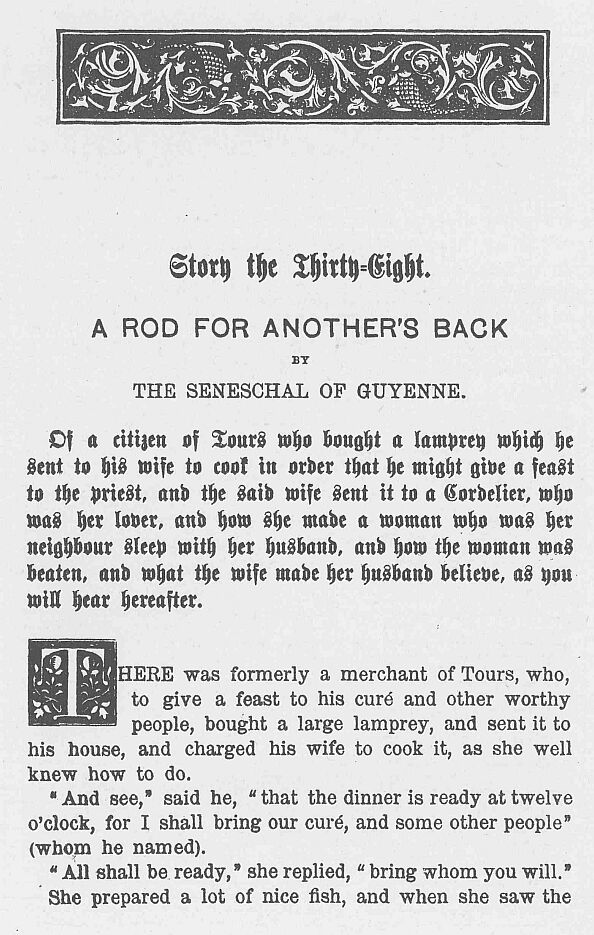 Story the Thirty-Eight.
A ROD FOR ANOTHER'S BACK
BY
THE SENESCHAL OF GUYENNE.
Of a citizen of Tours who bought a lamprey which he
sent to his wife to cook in order that he might give a feast
to the priest, and the said wife sent it to a Cordelier, who
was her lover, and how she made a woman who was her
neighbour sleep with her husband, and how the woman was
beaten, and what the wife made her husband believe, as you
will hear hereafter.
THERE was formerly a merchant of Tours, who,
to give a feast to his curé and other worthy
people, bought a large lamprey, and sent it to
his house, and charged his wife to cook it, as she well
knew how to do.
"And see," said he, "that the dinner is ready at twelve
o'clock, for I shall bring our curé, and some other people"
(whom he named).
"All shall be ready," she replied, "bring whom you will."
She prepared a lot of nice fish, and when she saw the